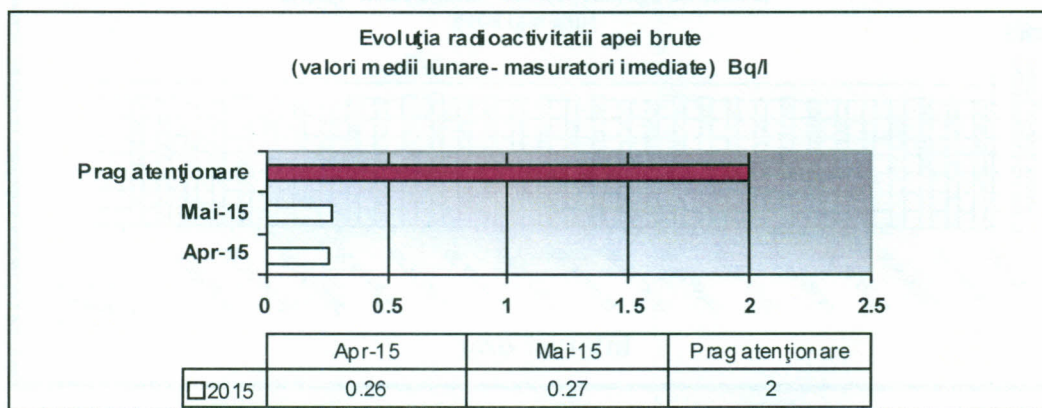 Evoluţia radioactivitatii apei brute
(valori medii lunare- masuratori imediate) Bq/l
Prag atenţionare
Mai-15
Apr-15
0 0.5 1 1.5 2 2.5
Apr-15 Mai-15 Prag atenţionare
2015 0.26 0.27 2